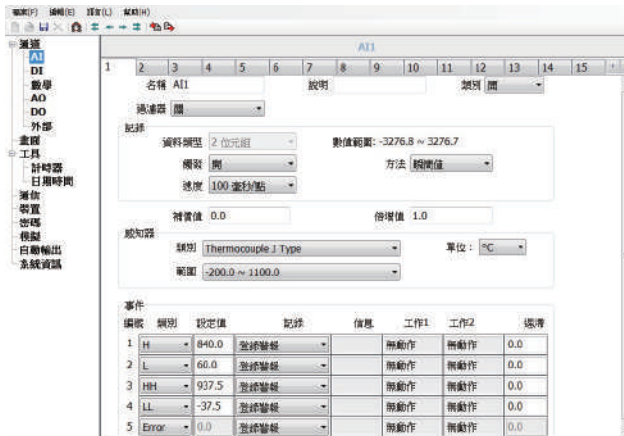 檔案(F) 編輯(E) 語言(L) 幫助(H)
通道
AI
DI
數學
AO
DO
外部
畫面
工具
計時器
日期時間
通信
裝置
密碼
模擬
自動輸出
系統資訊
AI1
1 2 3 4 5 6 7 8 9 10 11 12 13 14 15
名稱 AI1 說明 類別 開
過濾器 關
記錄
資料類型 2 位元組 數值範圍: -3276.8 ~ 3276.7
觸發 開 方法 瞬間值
速度 100 毫秒/點
補償值 0.0 倍增值 1.0
感知器
類別 Thermocouple J Type 單位: °C
範圍 -200.0 ~ 1100.0
事件
編號 類別 設定值 記錄 信息 工作1 工作2 遲滯
1 H 840.0 登錄警報 無動作 無動作 0.0
2 L 60.0 登錄警報 無動作 無動作 0.0
3 HH 937.5 登錄警報 無動作 無動作 0.0
4 LL -37.5 登錄警報 無動作 無動作 0.0
5 Error 0.0 登錄警報 無動作 無動作 0.0